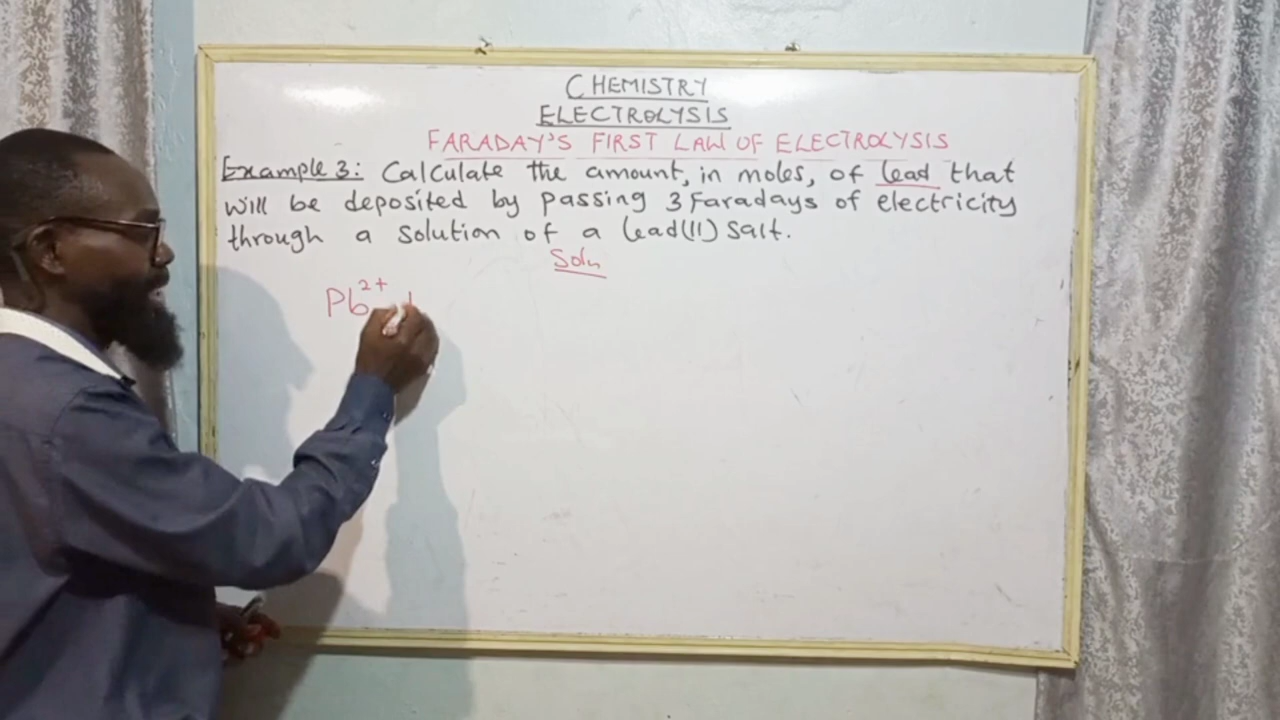 CHEMISTRY
ELECTROLYSIS
FARADAY'S FIRST LAW OF ELECTROLYSIS
Example 3: Calculate the amount, in moles, of lead that
will be deposited by passing 3 Faradays of electricity
through a solution of a lead(II) salt.
Soln
Pb²⁺